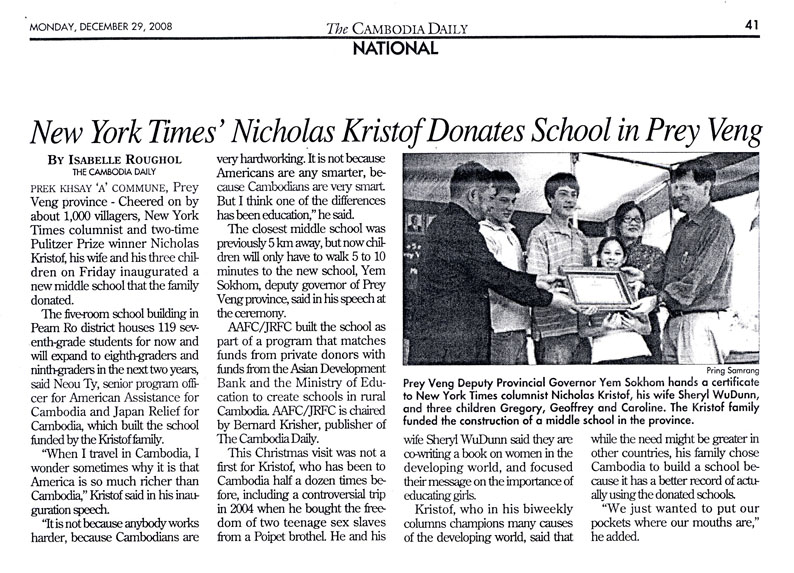 MONDAY, DECEMBER 29, 2008
The CAMBODIA DAILY
41
NATIONAL
New York Times' Nicholas Kristof Donates School in Prey Veng
BY ISABELLE ROUGHOL
THE CAMBODIA DAILY
PREK KHSAY 'A' COMMUNE, Prey
Veng province - Cheered on by
about 1,000 villagers, New York
Times columnist and two-time
Pulitzer Prize winner Nicholas
Kristof, his wife and his three chil-
dren on Friday inaugurated a
new middle school that the family
donated.
The five-room school building in
Peam Ro district houses 119 sev-
enth-grade students for now and
will expand to eighth-graders and
ninth-graders in the next two years,
said Neou Ty, senior program offi-
cer for American Assistance for
Cambodia and Japan Relief for
Cambodia, which built the school
funded by the Kristof family.
"When I travel in Cambodia, I
wonder sometimes why it is that
America is so much richer than
Cambodia," Kristof said in his inau-
guration speech.
"It is not because anybody works
harder, because Cambodians are
very hardworking. It is not because
Americans are any smarter, be-
cause Cambodians are very smart.
But I think one of the differences
has been education," he said.
The closest middle school was
previously 5 km away, but now chil-
dren will only have to walk 5 to 10
minutes to the new school, Yem
Sokhom, deputy governor of Prey
Veng province, said in his speech at
the ceremony.
AAFC/JRFC built the school as
part of a program that matches
funds from private donors with
funds from the Asian Development
Bank and the Ministry of Edu-
cation to create schools in rural
Cambodia. AAFC/JRFC is chaired
by Bernard Krisher, publisher of
The Cambodia Daily.
This Christmas visit was not a
first for Kristof, who has been to
Cambodia half a dozen times be-
fore, including a controversial trip
in 2004 when he bought the free-
dom of two teenage sex slaves
from a Poipet brothel. He and his
Pring Samrang
Prey Veng Deputy Provincial Governor Yem Sokhom hands a certificate
to New York Times columnist Nicholas Kristof, his wife Sheryl WuDunn,
and three children Gregory, Geoffrey and Caroline. The Kristof family
funded the construction of a middle school in the province.
wife Sheryl WuDunn said they are
co-writing a book on women in the
developing world, and focused
their message on the importance of
educating girls.
Kristof, who in his biweekly
columns champions many causes
of the developing world, said that
while the need might be greater in
other countries, his family chose
Cambodia to build a school be-
cause it has a better record of actu-
ally using the donated schools.
"We just wanted to put our
pockets where our mouths are,"
he added.